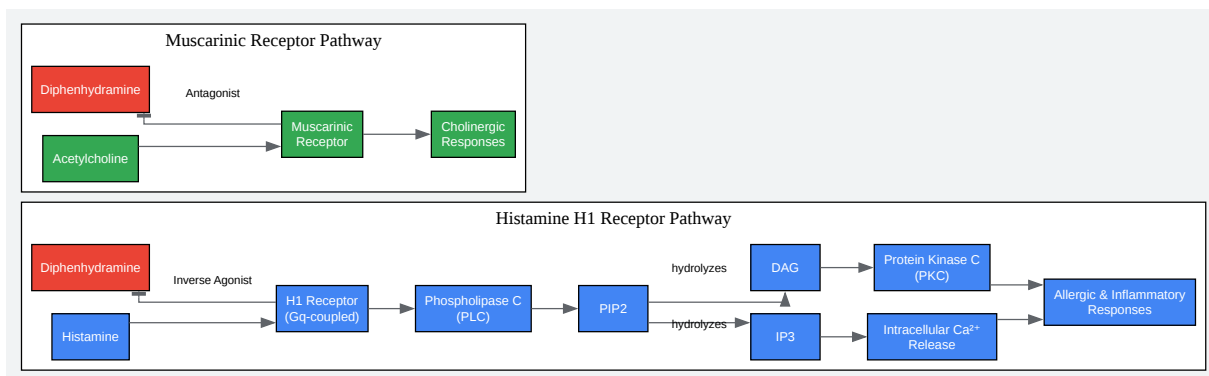 Muscarinic Receptor Pathway
Diphenhydramine
Antagonist
Muscarinic
Receptor
Cholinergic
Responses
Acetylcholine
Histamine H1 Receptor Pathway
Diphenhydramine
Inverse Agonist
Histamine
H1 Receptor
(Gq-coupled)
Phospholipase C
(PLC)
PIP2
hydrolyzes
DAG
Protein Kinase C
(PKC)
hydrolyzes
IP3
Intracellular Ca²⁺
Release
Allergic & Inflammatory
Responses